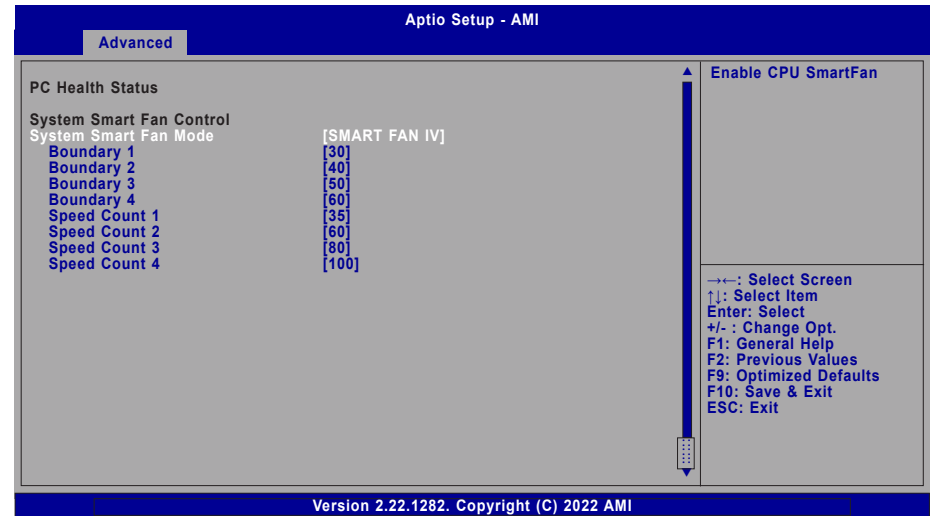 Aptio Setup - AMI
Advanced
PC Health Status
System Smart Fan Control
System Smart Fan Mode [SMART FAN IV]
Boundary 1 [30]
Boundary 2 [40]
Boundary 3 [50]
Boundary 4 [60]
Speed Count 1 [35]
Speed Count 2 [60]
Speed Count 3 [80]
Speed Count 4 [100]
Enable CPU SmartFan
→←: Select Screen
↑↓: Select Item
Enter: Select
+/- : Change Opt.
F1: General Help
F2: Previous Values
F9: Optimized Defaults
F10: Save & Exit
ESC: Exit
Version 2.22.1282. Copyright (C) 2022 AMI